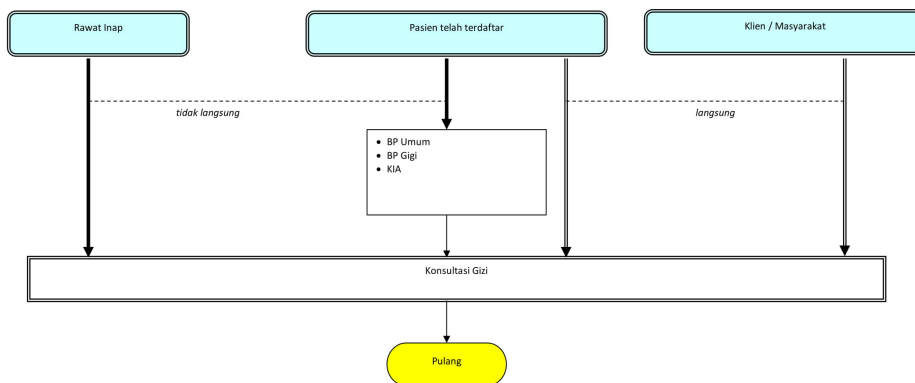 Rawat Inap
Pasien telah terdaftar
Klien / Masyarakat
tidak langsung
langsung
• BP Umum
• BP Gigi
• KIA
Konsultasi Gizi
Pulang